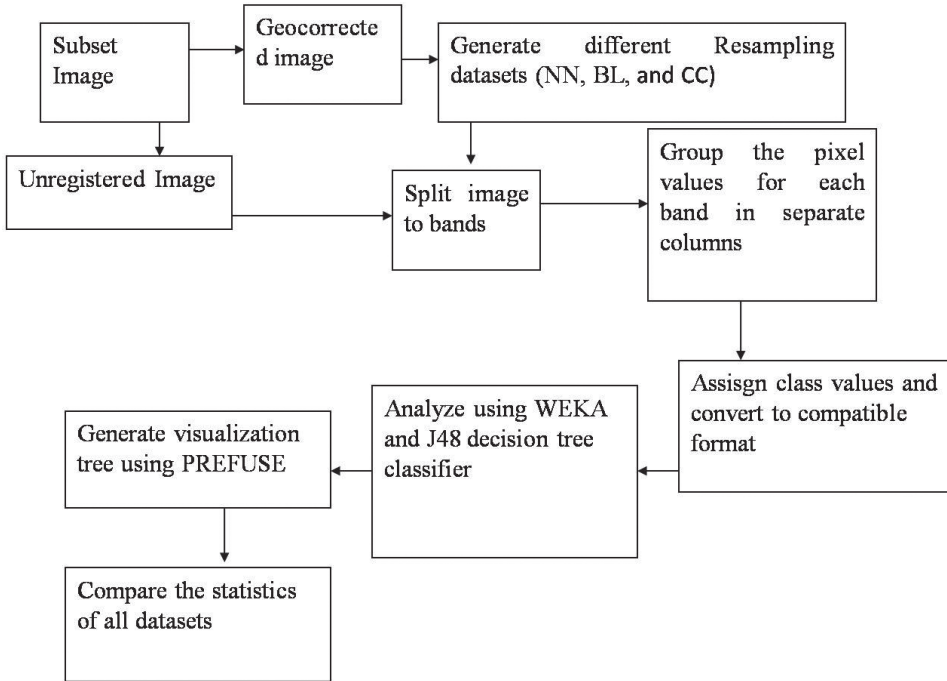 Subset
Image
Geocorrecte
d image
Generate different Resampling
datasets (NN, BL, and CC)
Unregistered Image
Split image
to bands
Group the pixel
values for each
band in separate
columns
Assisgn class values and
convert to compatible
format
Analyze using WEKA
and J48 decision tree
classifier
Generate visualization
tree using PREFUSE
Compare the statistics
of all datasets